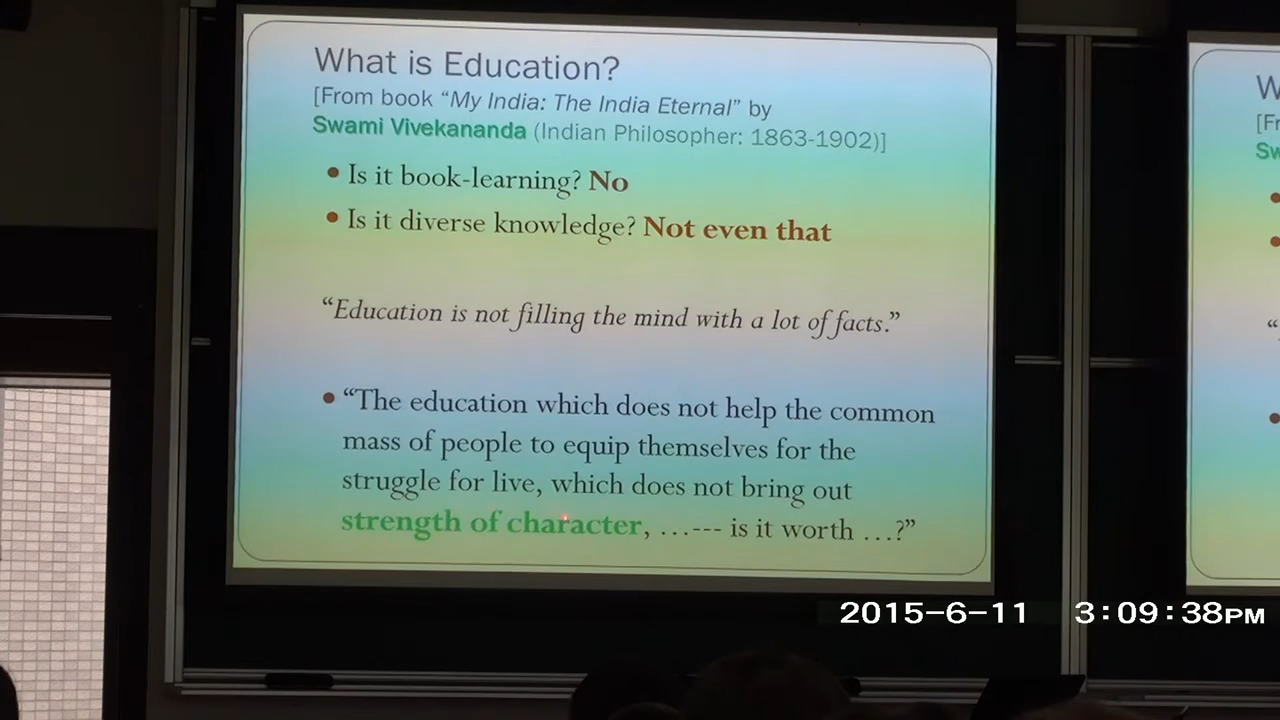 What is Education?
[From book “My India: The India Eternal” by
Swami Vivekananda (Indian Philosopher: 1863-1902)]
• Is it book-learning? No
• Is it diverse knowledge? Not even that
“Education is not filling the mind with a lot of facts.”
• “The education which does not help the common
mass of people to equip themselves for the
struggle for live, which does not bring out
strength of character, …--- is it worth …?”
W
[Fr
Sw
•
•
“
•
2015-6-11 3:09:38PM